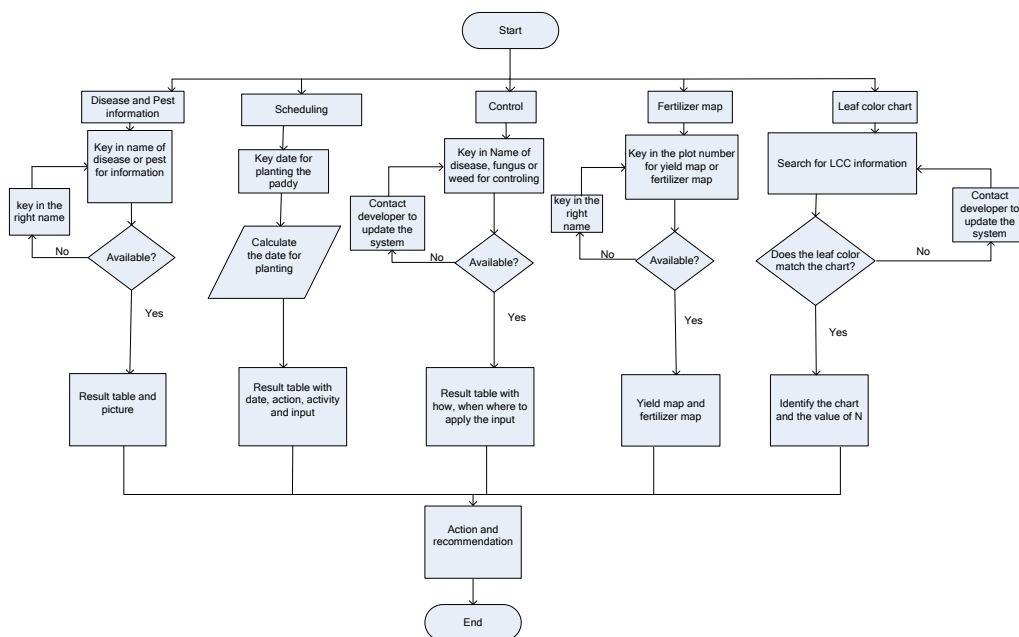 Start
Disease and Pest
information
Scheduling
Control
Fertilizer map
Leaf color chart
Key in name of
disease or pest
for information
Key date for
planting the
paddy
Key in Name of
disease, fungus or
weed for controling
Key in the plot number
for yield map or
fertilizer map
Search for LCC information
key in the
right name
Contact
developer to
update the
system
key in the
right name
Contact
developer to
update the
system
No
Available?
Calculate
the date for
planting
No
Available?
No
Available?
Does the leaf color
match the chart?
No
Yes
Yes
Yes
Yes
Result table and
picture
Result table with
date, action, activity
and input
Result table with
how, when where to
apply the input
Yield map and
fertilizer map
Identify the chart
and the value of N
Action and
recommendation
End